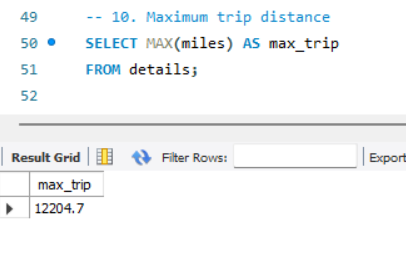 49 -- 10. Maximum trip distance
50 SELECT MAX(miles) AS max_trip
51 FROM details;
52
Result Grid Filter Rows: Export
max_trip
12204.7